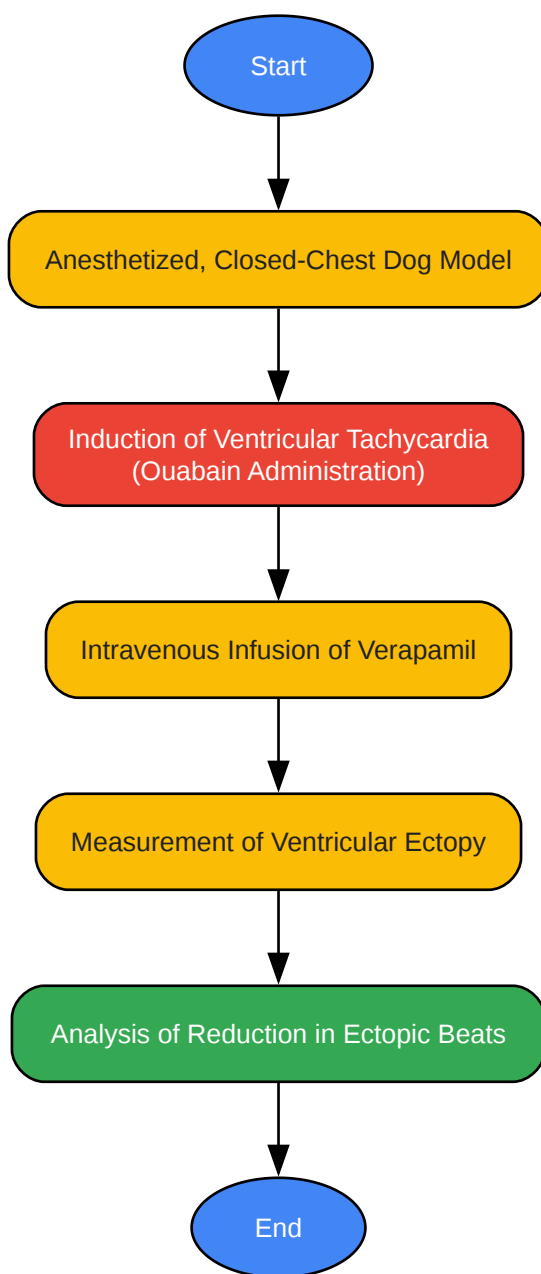 Start
Anesthetized, Closed-Chest Dog Model
Induction of Ventricular Tachycardia
(Ouabain Administration)
Intravenous Infusion of Verapamil
Measurement of Ventricular Ectopy
Analysis of Reduction in Ectopic Beats
End